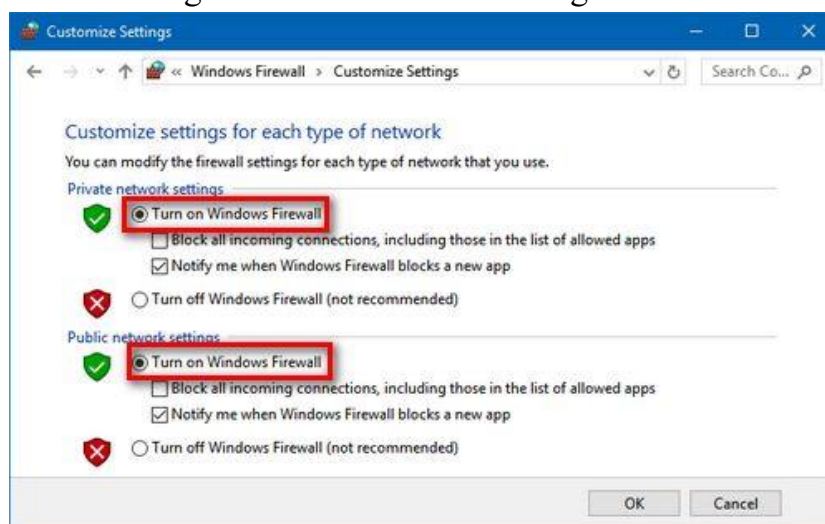 Customize Settings
« Windows Firewall > Customize Settings
Search Co...
Customize settings for each type of network
You can modify the firewall settings for each type of network that you use.
Private network settings
Turn on Windows Firewall
Block all incoming connections, including those in the list of allowed apps
Notify me when Windows Firewall blocks a new app
Turn off Windows Firewall (not recommended)
Public network settings
Turn on Windows Firewall
Block all incoming connections, including those in the list of allowed apps
Notify me when Windows Firewall blocks a new app
Turn off Windows Firewall (not recommended)
OK Cancel